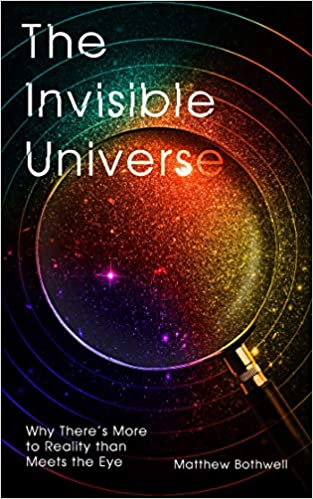 The
Invisible
Universe
Why There's More
to Reality than
Meets the Eye
Matthew Bothwell